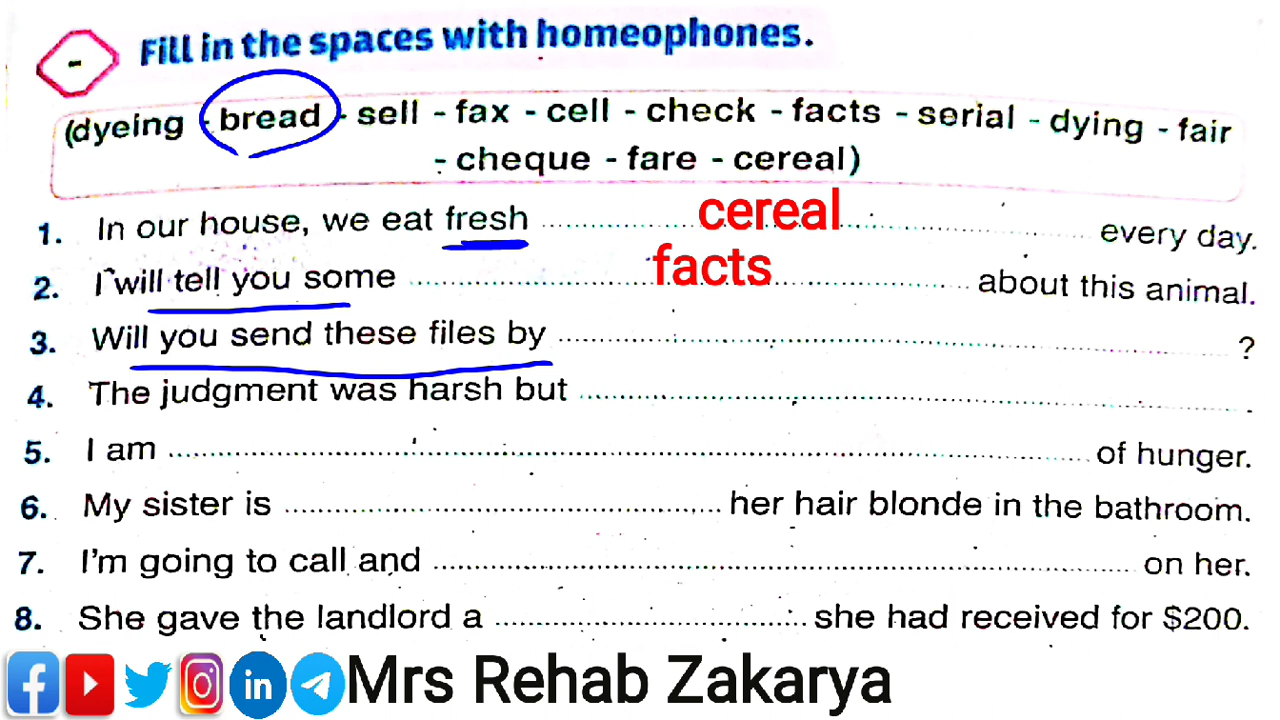 - Fill in the spaces with homeophones.
(dyeing - bread - sell - fax - cell - check - facts - serial - dying - fair
- cheque - fare - cereal)
1. In our house, we eat fresh .......... cereal .......... every day.
2. I will tell you some .......... facts .......... about this animal.
3. Will you send these files by .......... ?
4. The judgment was harsh but .......... .
5. I am .......... of hunger.
6. My sister is .......... her hair blonde in the bathroom.
7. I'm going to call and .......... on her.
8. She gave the landlord a .......... she had received for $200.
Mrs Rehab Zakarya